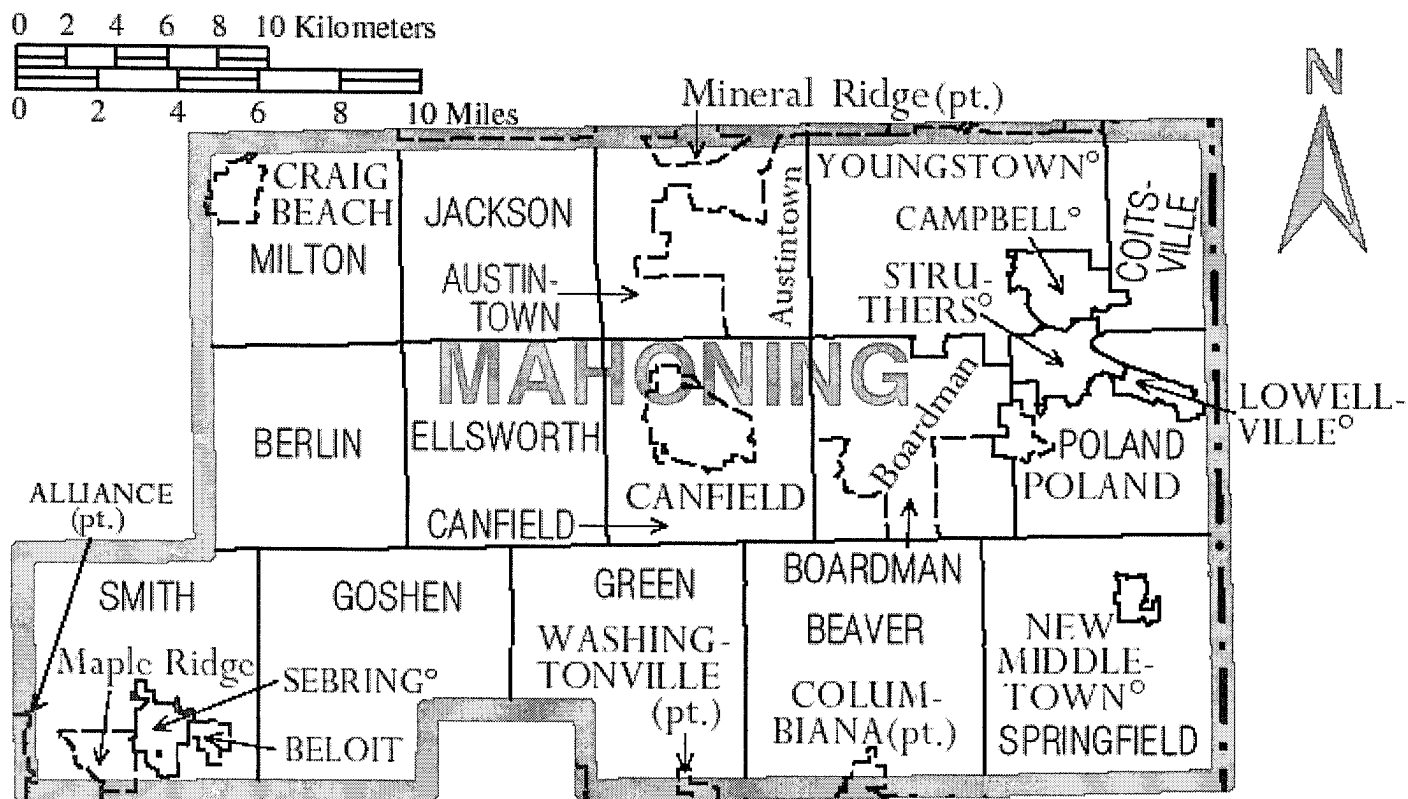 0 2 4 6 8 10 Kilometers
0 2 4 6 8 10 Miles
N
Mineral Ridge(pt.)
CRAIG
BEACH
MILTON
JACKSON
AUSTIN-
TOWN
Austintown
YOUNGSTOWN°
CAMPBELL°
STRU-
THERS°
COITS-
VILLE
MAHONING
BERLIN
ELLSWORTH
CANFIELD
CANFIELD
Boardman
POLAND
POLAND
LOWELL-
VILLE°
ALLIANCE
(pt.)
SMITH
GOSHEN
GREEN
BOARDMAN
BEAVER
WASHING-
TONVILLE
(pt.)
COLUM-
BIANA(pt.)
NEW
MIDDLE-
TOWN°
SPRINGFIELD
Maple Ridge
SEBRING°
BELOIT